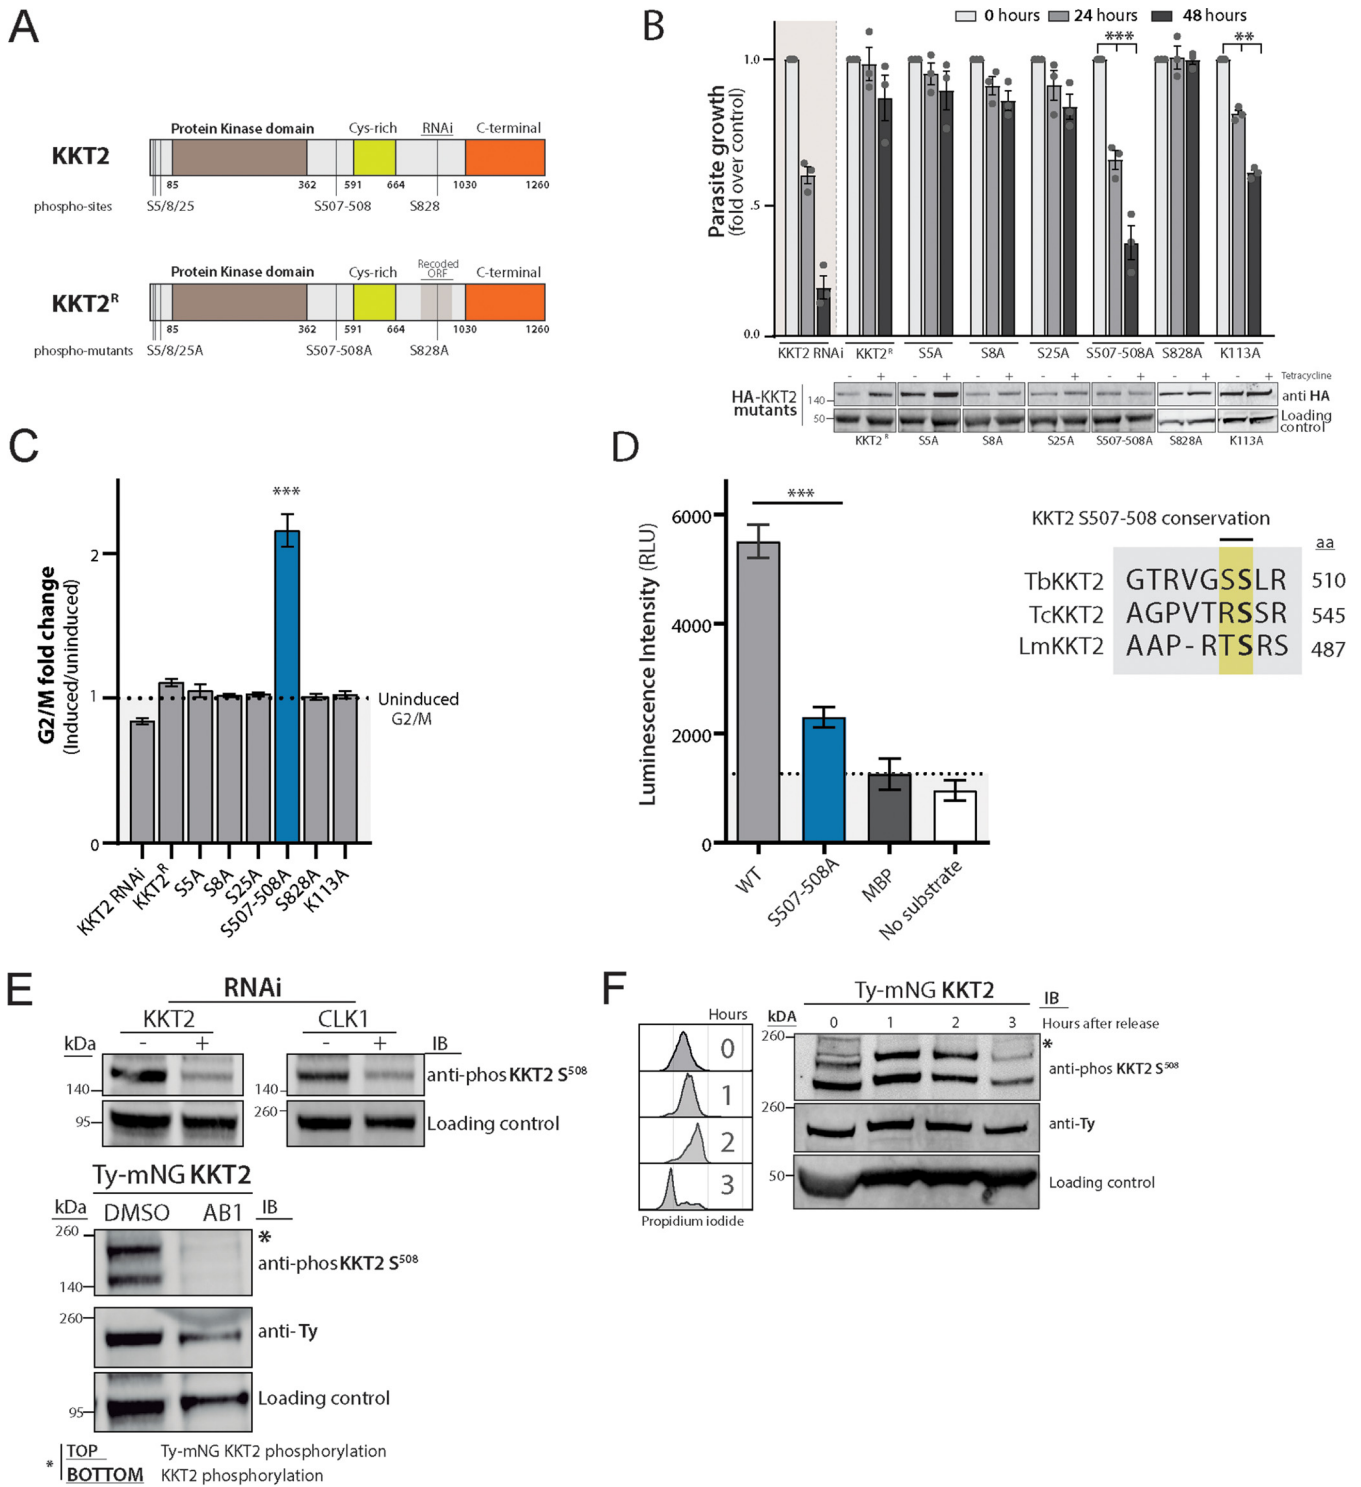 A
Protein Kinase domain Cys-rich RNAi C-terminal
KKT2
85 362 591 664 1030 1260
phospho-sites S5/8/25 S507-508 S828
Protein Kinase domain Cys-rich Recoded ORF C-terminal
KKT2R
85 362 591 664 1030 1260
phospho-mutants S5/8/25A S507-508A S828A
B
0 hours 24 hours 48 hours
*** **
Parasite growth
(fold over control)
1.0
.5
0.0
KKT2 RNAi KKT2R S5A S8A S25A S507-508A S828A K113A
- + - + - + - + - + - + - + Tetracycline
HA-KKT2
mutants
140 anti HA
50 Loading
control
KKT2 R S5A S8A S25A S507-508A S828A K113A
C
G2/M fold change
(Induced/uninduced)
***
2
1
0
Uninduced
G2/M
KKT2 RNAi KKT2R S5A S8A S25A S507-508A S828A K113A
D
Luminescence Intensity (RLU)
***
6000
4000
2000
0
WT S507-508A MBP No substrate
KKT2 S507-508 conservation
aa
TbKKT2 GTRVGSSLR 510
TcKKT2 AGPVTRSSR 545
LmKKT2 AAP-RTSRS 487
E
RNAi
KKT2 CLK1
kDa - + - + IB
140 140 anti-phos KKT2 S508
95 260 Loading control
Ty-mNG KKT2
kDa DMSO AB1 IB
260 *
anti-phos KKT2 S508
140
260
anti-Ty
Loading control
95
* TOP Ty-mNG KKT2 phosphorylation
BOTTOM KKT2 phosphorylation
F
Hours
0
1
2
3
Propidium iodide
Ty-mNG KKT2
kDA 0 1 2 3 IB
Hours after release
260 *
anti-phos KKT2 S508
260
anti-Ty
50 Loading control